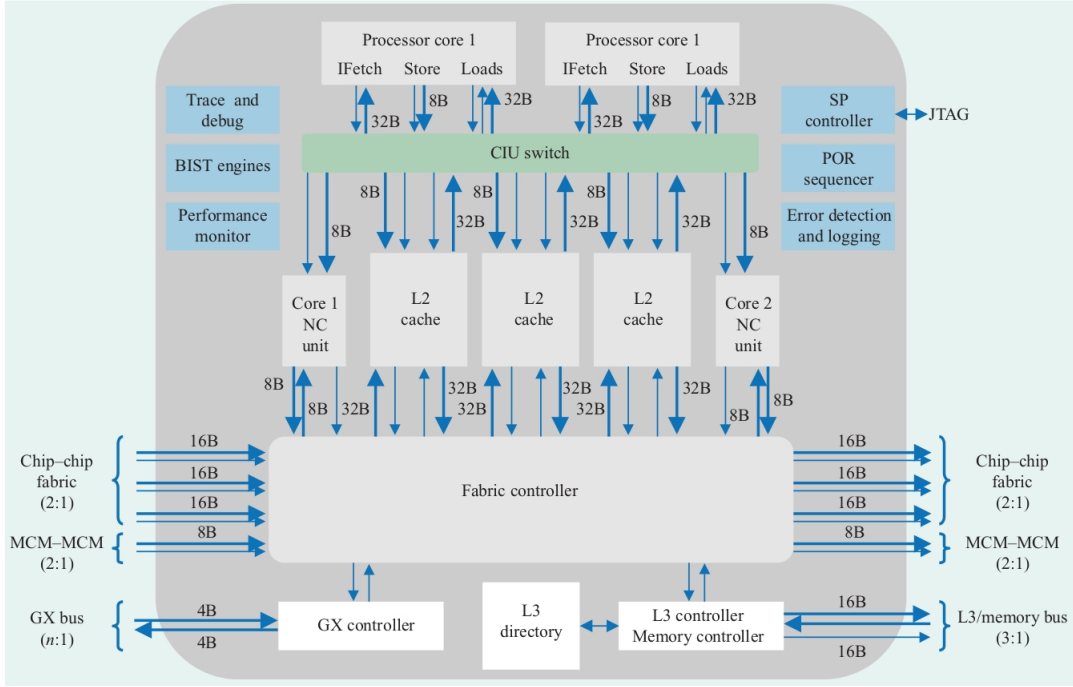 Processor core 1
Processor core 1
IFetch Store Loads
IFetch Store Loads
8B 32B
8B 32B
32B
32B
Trace and
debug
SP
controller
JTAG
CIU switch
BIST engines
POR
sequencer
8B 8B 8B
Performance
monitor
8B 32B 32B 32B 8B
Error detection
and logging
Core 1
NC
unit
L2
cache
L2
cache
L2
cache
Core 2
NC
unit
8B 32B 32B 32B 8B
8B 32B 32B 32B 8B
Chip–chip
fabric
(2:1)
16B
16B
16B
MCM–MCM
(2:1)
8B
Fabric controller
16B
16B
16B
Chip–chip
fabric
(2:1)
8B
MCM–MCM
(2:1)
GX bus
(n:1)
4B
4B
GX controller
L3
directory
L3 controller
Memory controller
16B
16B
L3/memory bus
(3:1)